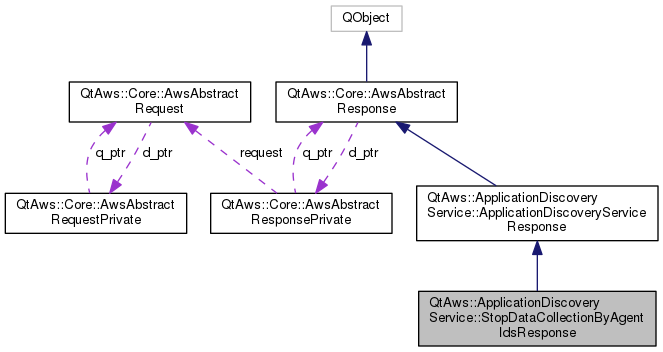 QObject
QtAws::Core::AwsAbstract
Request
QtAws::Core::AwsAbstract
Response
q_ptr
d_ptr
request
q_ptr
d_ptr
QtAws::Core::AwsAbstract
RequestPrivate
QtAws::Core::AwsAbstract
ResponsePrivate
QtAws::ApplicationDiscovery
Service::ApplicationDiscoveryService
Response
QtAws::ApplicationDiscovery
Service::StopDataCollectionByAgent
IdsResponse